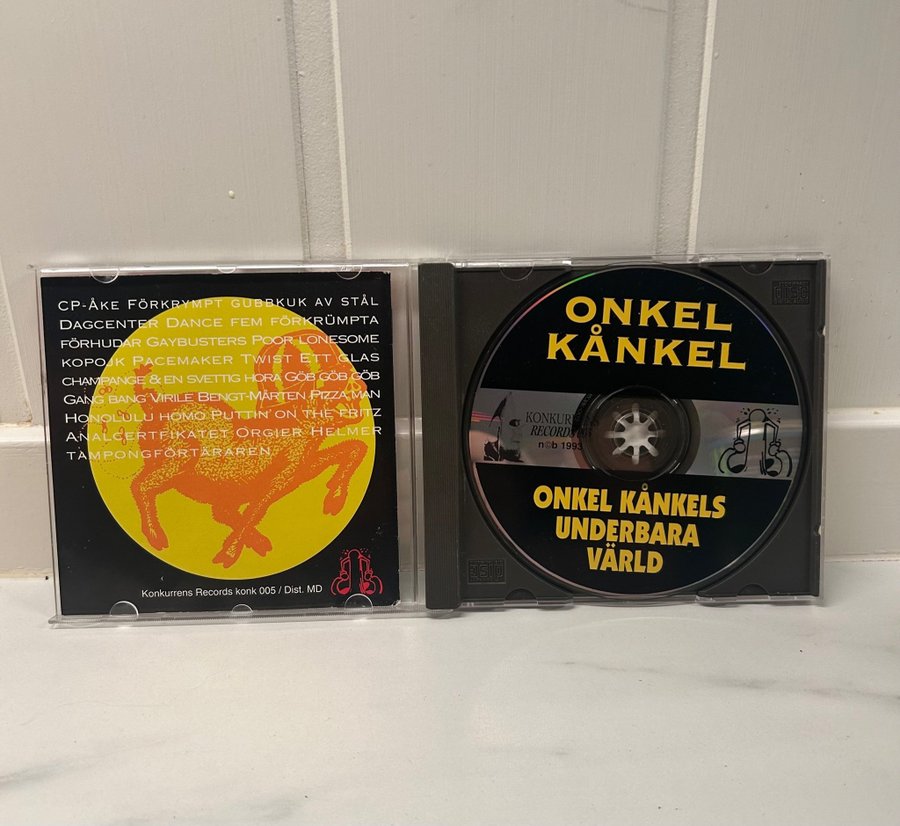 CP-ÅKE FÖRKRYMPT GUBBKUK AV STÅL
DAGCENTER DANCE FEM FÖRKRÜMPTA
FÖRHUDAR GAYBUSTERS POOR LONESOME
KOPOJK PACEMAKER TWIST ETT GLAS
CHAMPANGE & EN SVETTIG HORA GÖB GÖB GÖB
GANG BANG VIRILE BENGT-MÅRTEN PIZZA MAN
HONOLULU HOMO PUTTIN' ON THE FRITZ
ANALCERTFIKATET ORGIER HELMER
TAMPONGFÖRTÄRAREN
Konkurrens Records konk 005 / Dist. MD
ONKEL
KÅNKEL
KONKURRENS
RECORDS
n©b 1993
ONKEL KÅNKELS
UNDERBARA
VÄRLD